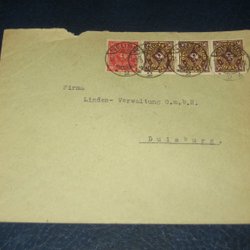 Firma
Linden- Verwaltung G.m.b.H.
Duisburg.